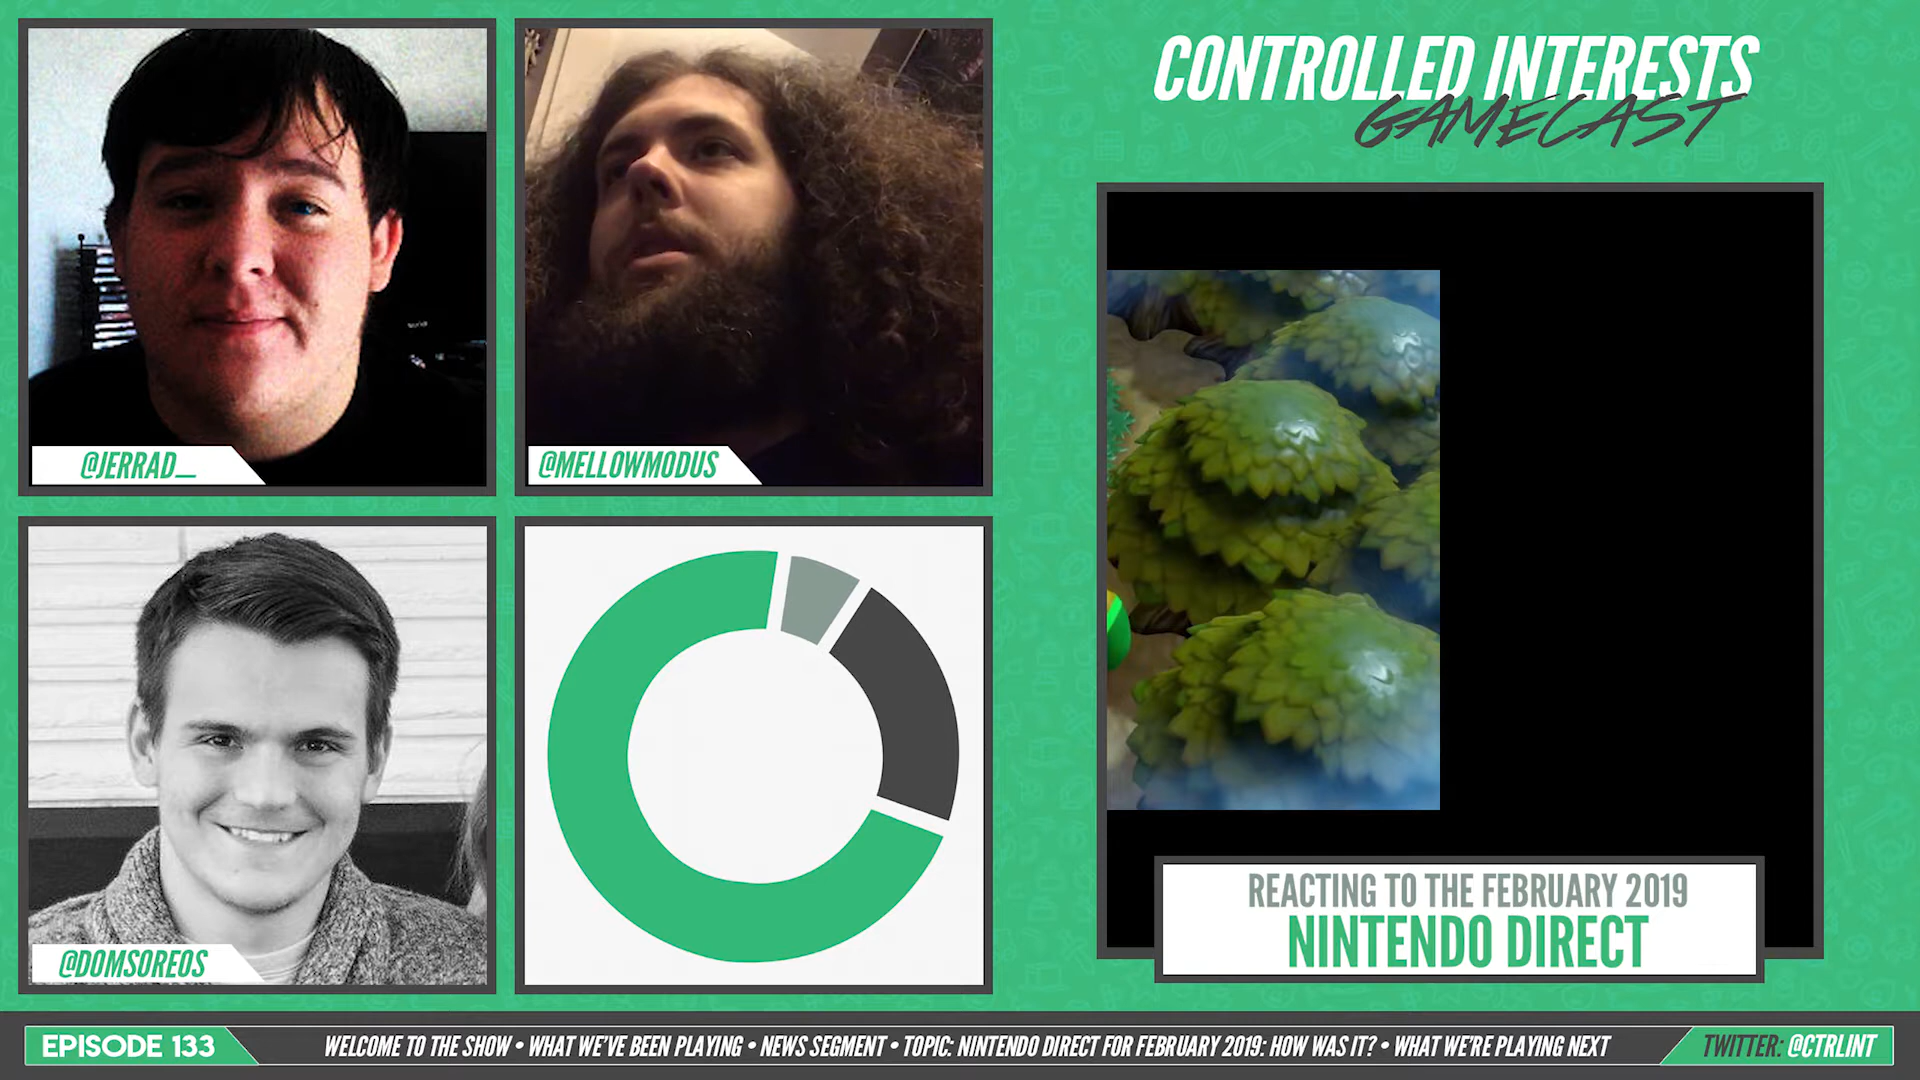 CONTROLLED INTERESTS
GAMECAST
@JERRAD_
@MELLOWMODUS
@DOMSOREOS
REACTING TO THE FEBRUARY 2019
NINTENDO DIRECT
EPISODE 133
WELCOME TO THE SHOW • WHAT WE'VE BEEN PLAYING • NEWS SEGMENT • TOPIC: NINTENDO DIRECT FOR FEBRUARY 2019: HOW WAS IT? • WHAT WE'RE PLAYING NEXT
TWITTER: @CTRLINT